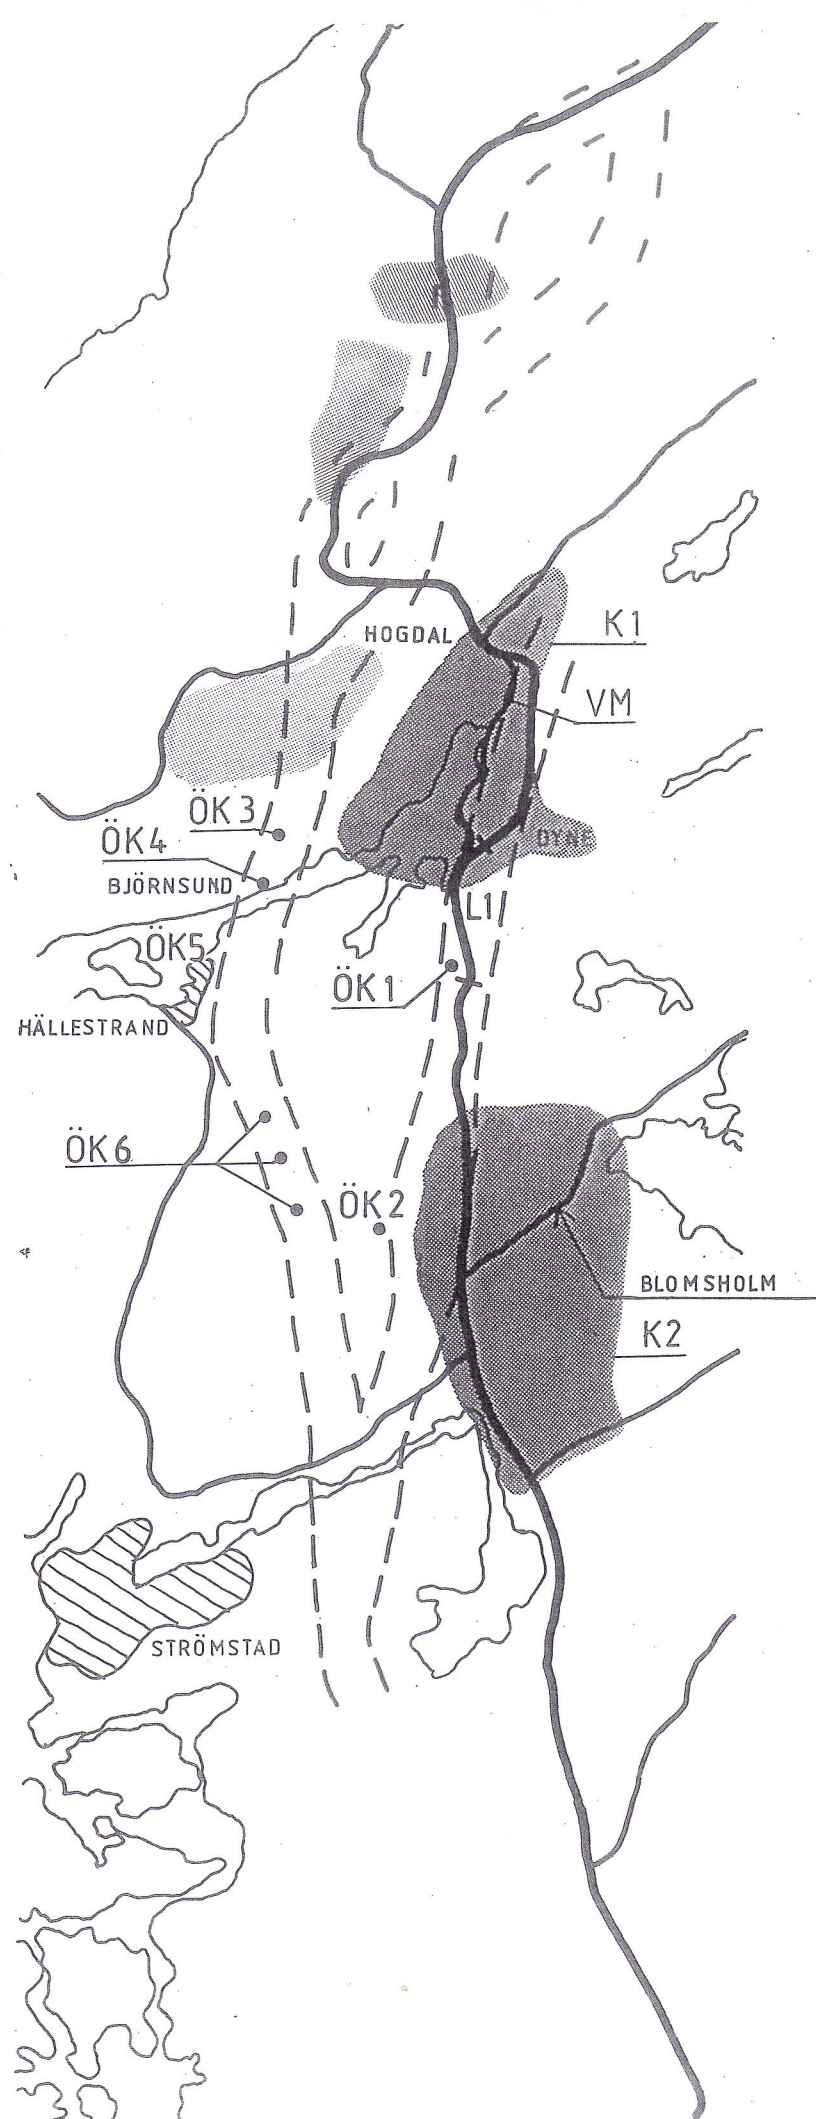 HOGDAL
K1
VM
ÖK3
ÖK4
DYNE
BJÖRNSUND
L1
ÖK5
ÖK1
HÄLLESTRAND
ÖK6
ÖK2
BLOMSHOLM
K2
STRÖMSTAD